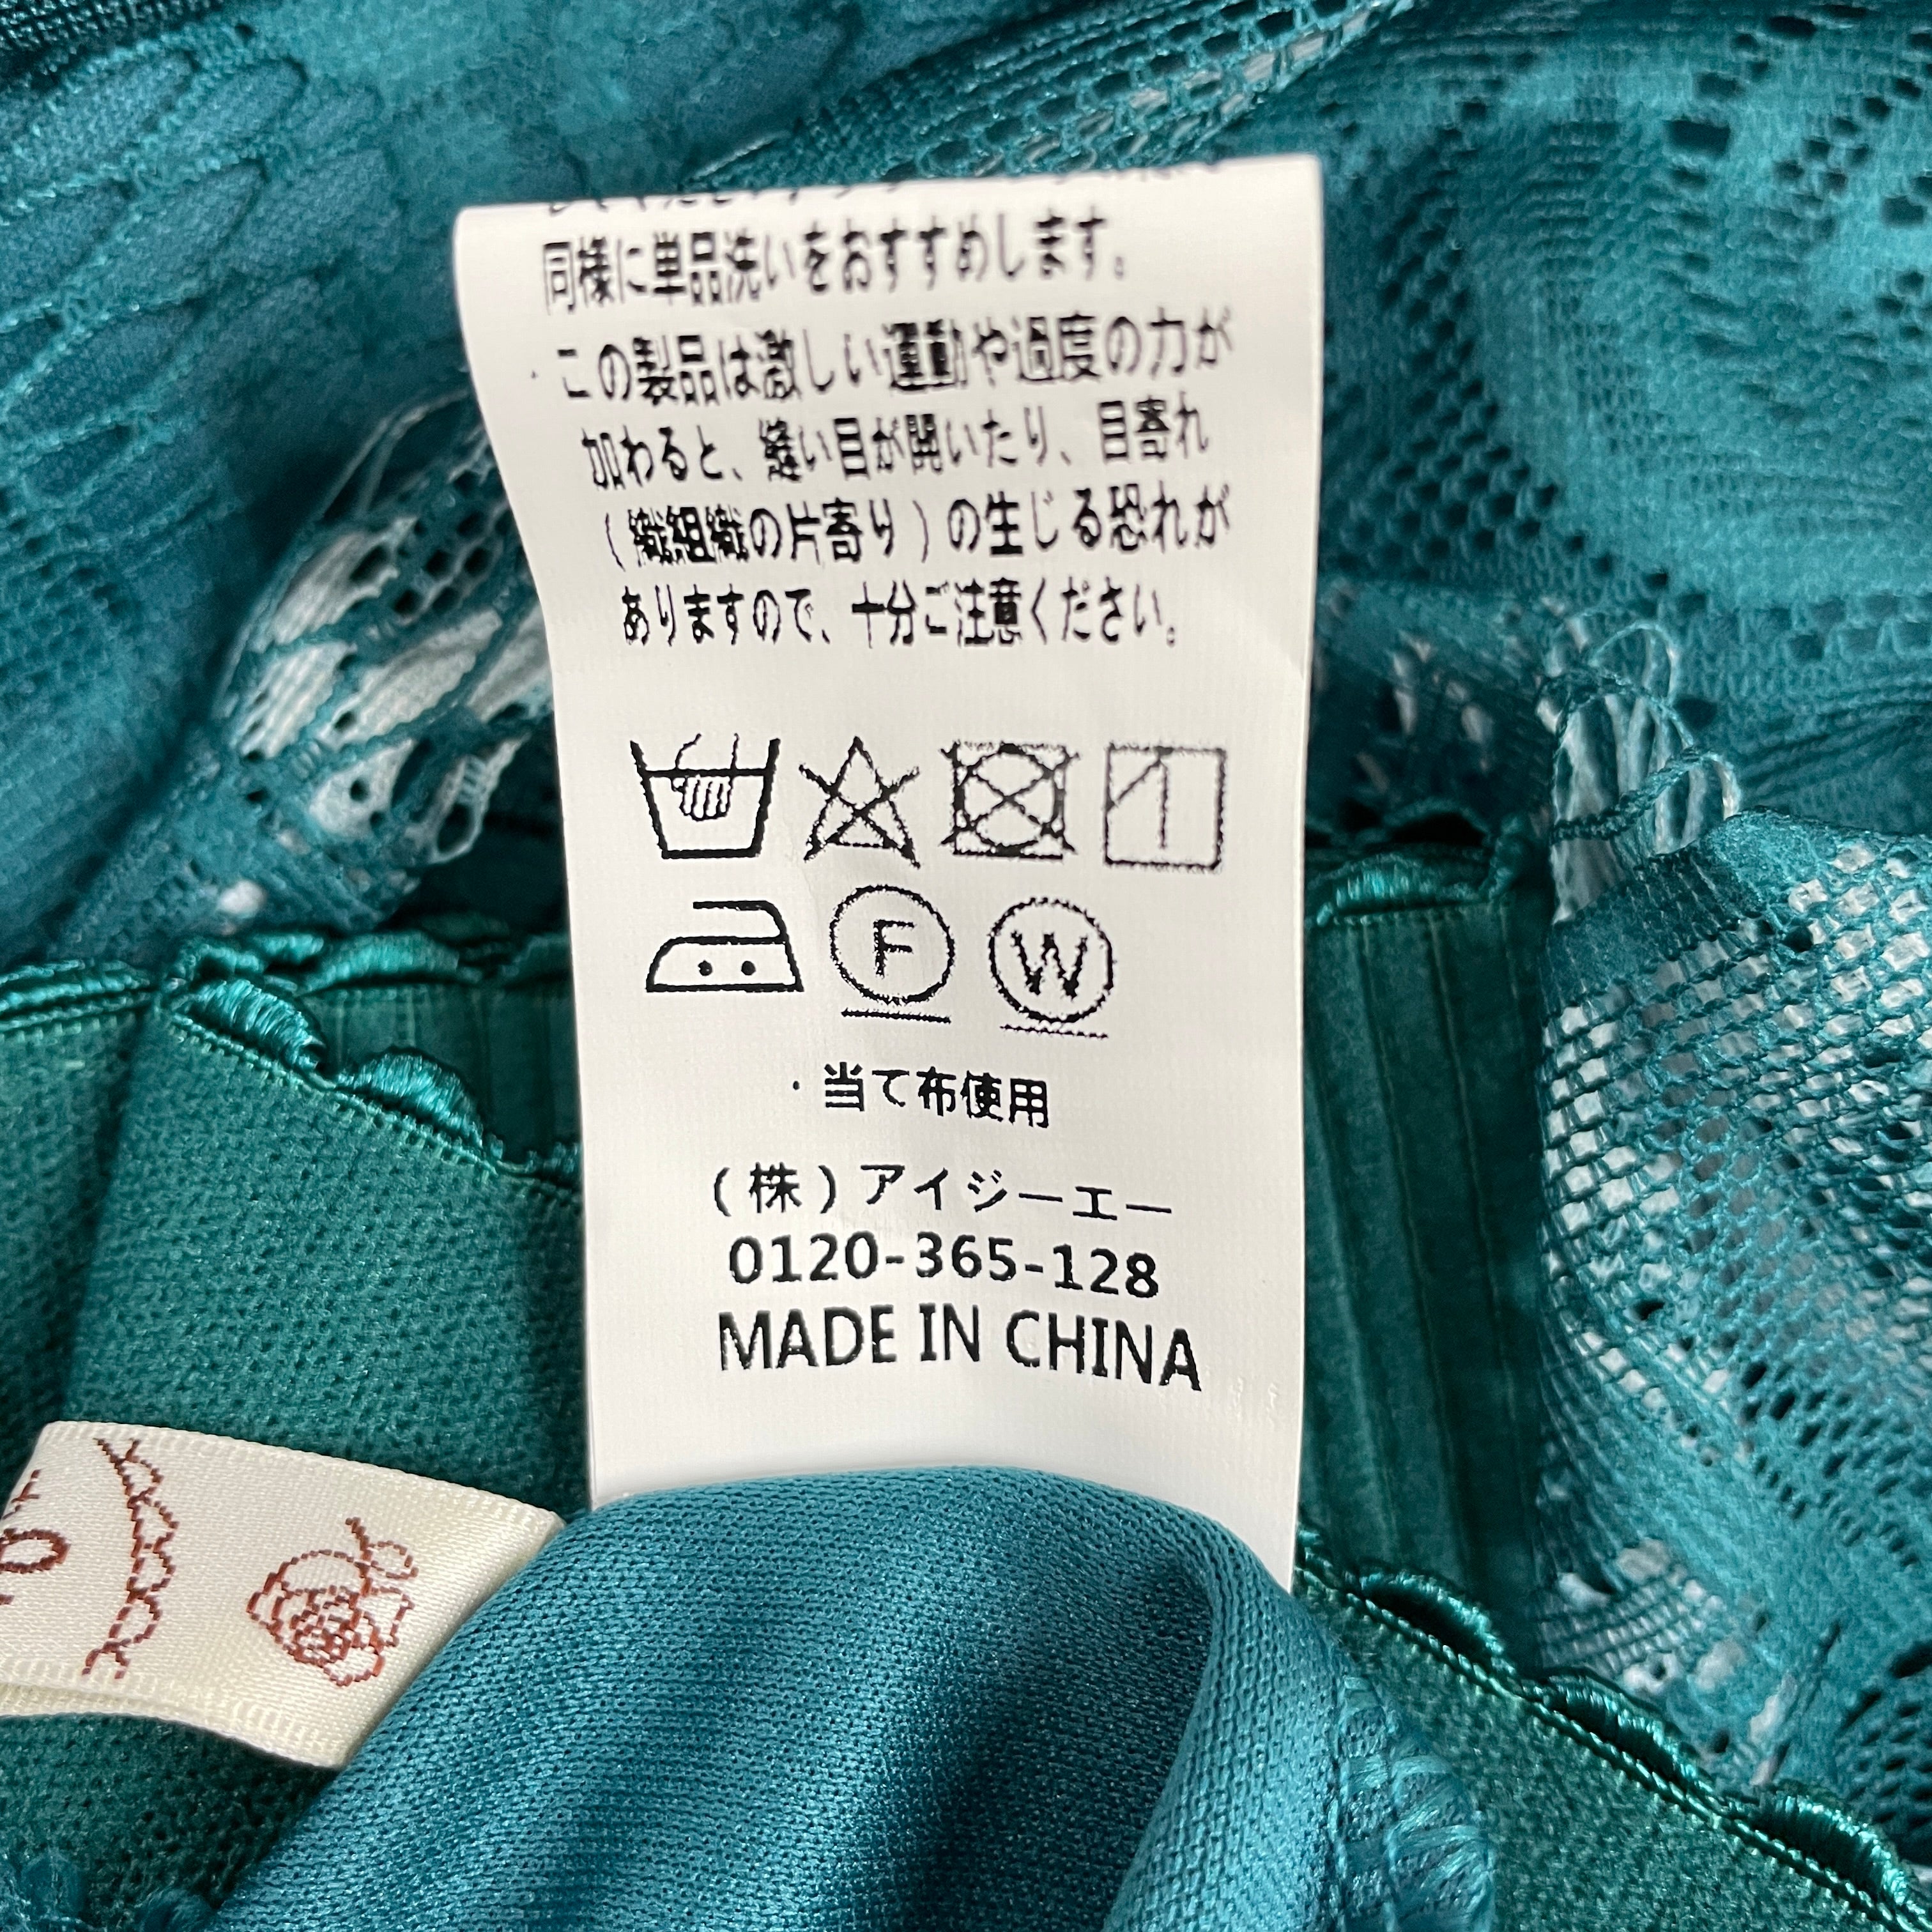 同様に単品洗いをおすすめします。
・この製品は激しい運動や過度の力が
加わると、縫い目が開いたり、目寄れ
(織組織の片寄り)の生じる恐れが
ありますので、十分ご注意ください。
F W
・当て布使用
(株)アイジーエー
0120-365-128
MADE IN CHINA